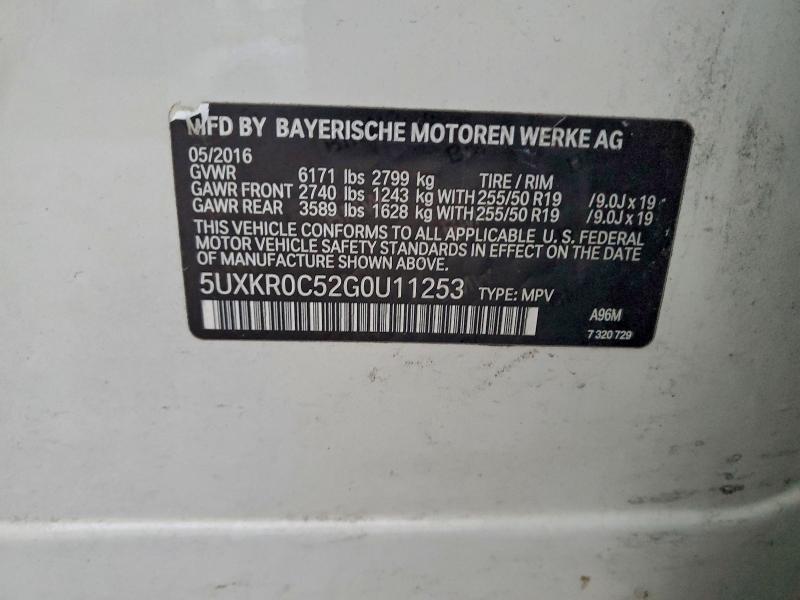 MFD BY BAYERISCHE MOTOREN WERKE AG
05/2016
GVWR 6171 lbs 2799 kg TIRE / RIM
GAWR FRONT 2740 lbs 1243 kg WITH 255/50 R19 /9.0J x 19
GAWR REAR 3589 lbs 1628 kg WITH 255/50 R19 /9.0J x 19
THIS VEHICLE CONFORMS TO ALL APPLICABLE U. S. FEDERAL
MOTOR VEHICLE SAFETY STANDARDS IN EFFECT ON THE DATE
OF MANUFACTURE SHOWN ABOVE.
5UXKR0C52G0U11253 TYPE: MPV
A96M
7 320 729